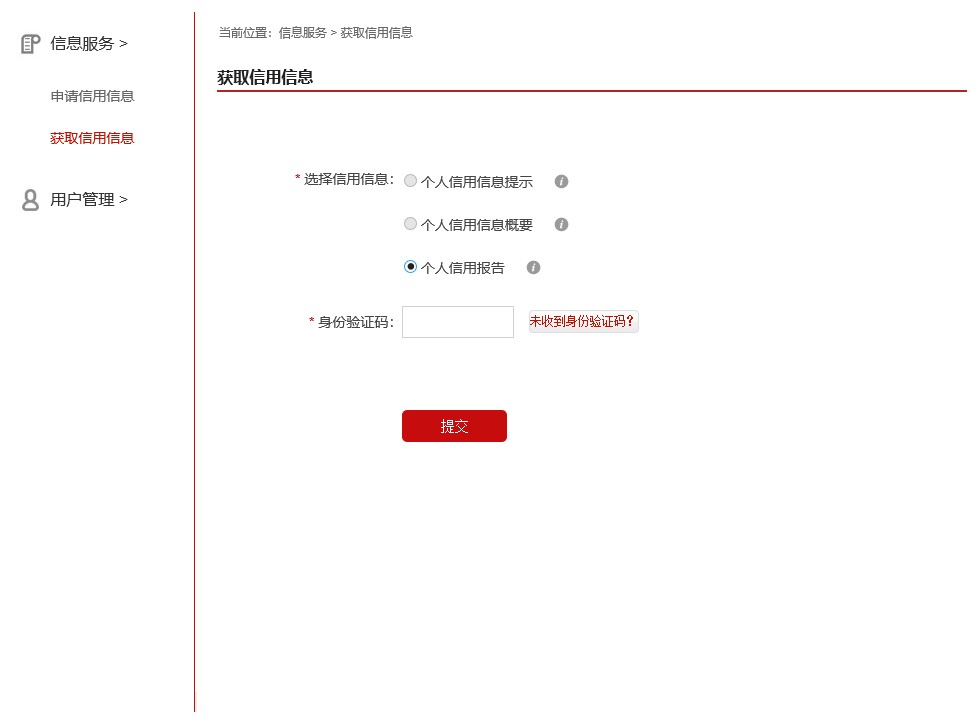 信息服务 >
申请信用信息
获取信用信息
用户管理 >
当前位置：信息服务 > 获取信用信息
获取信用信息
* 选择信用信息：
个人信用信息提示
个人信用信息概要
个人信用报告
* 身份验证码： 未收到身份验证码？
提交